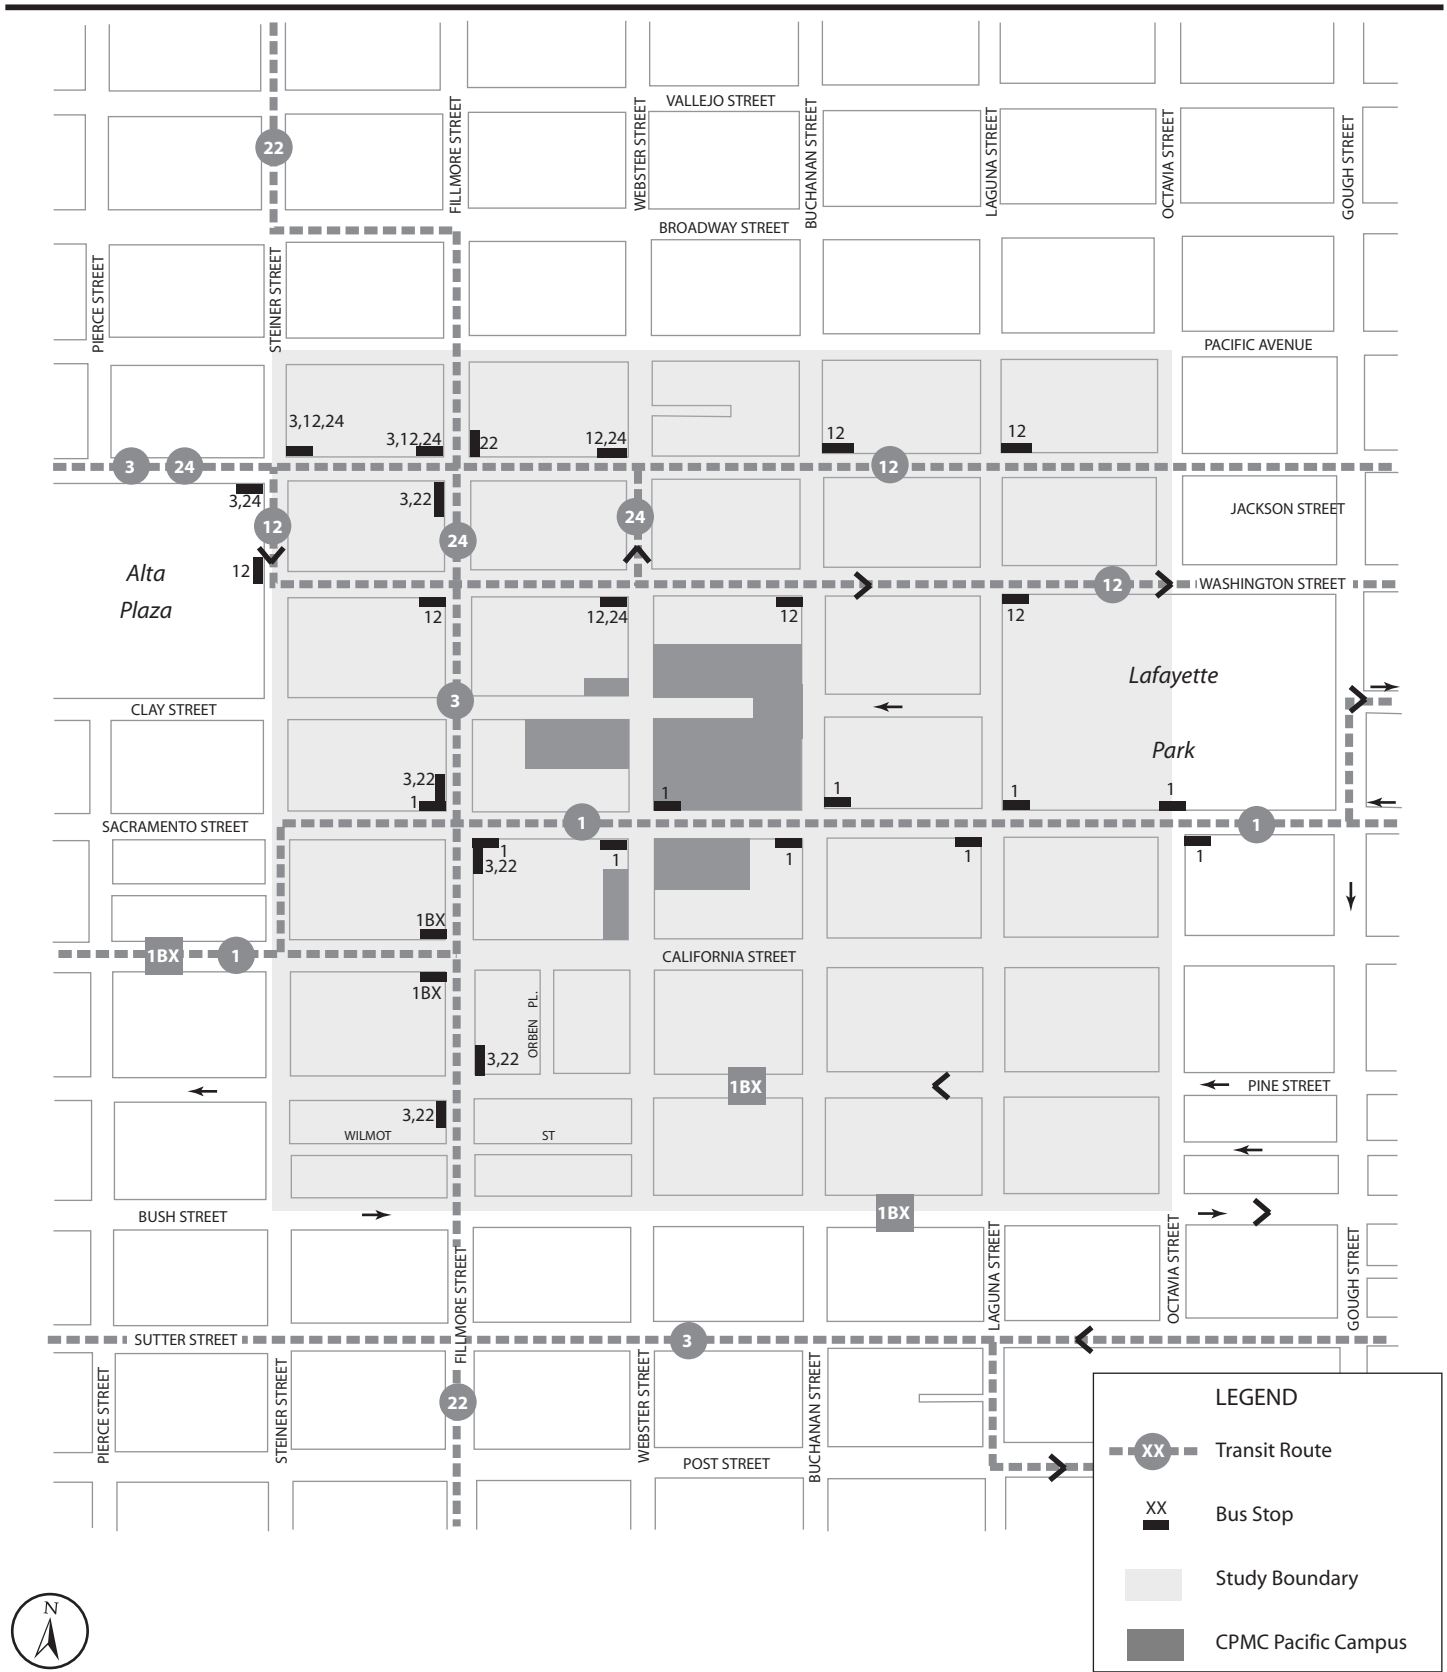 VALLEJO STREET
FILLMORE STREET
WEBSTER STREET
BUCHANAN STREET
LAGUNA STREET
OCTAVIA STREET
GOUGH STREET
22
BROADWAY STREET
PIERCE STREET
STEINER STREET
PACIFIC AVENUE
3,12,24
3,12,24
22
12,24
12
12
3
24
12
3,24
3,22
JACKSON STREET
12
24
24
12
Alta
Plaza
12
WASHINGTON STREET
12
12,24
12
12
Lafayette
Park
3
CLAY STREET
3,22
1
1
1
1
1
SACRAMENTO STREET
1
1
1
3,22
1
1
1
1
1BX
1BX
1
CALIFORNIA STREET
1BX
ORBEN PL.
3,22
1BX
PINE STREET
3,22
WILMOT ST
BUSH STREET
1BX
FILLMORE STREET
LAGUNA STREET
OCTAVIA STREET
GOUGH STREET
SUTTER STREET
3
PIERCE STREET
STEINER STREET
22
WEBSTER STREET
BUCHANAN STREET
POST STREET
LEGEND
XX Transit Route
XX
Bus Stop
Study Boundary
CPMC Pacific Campus
N